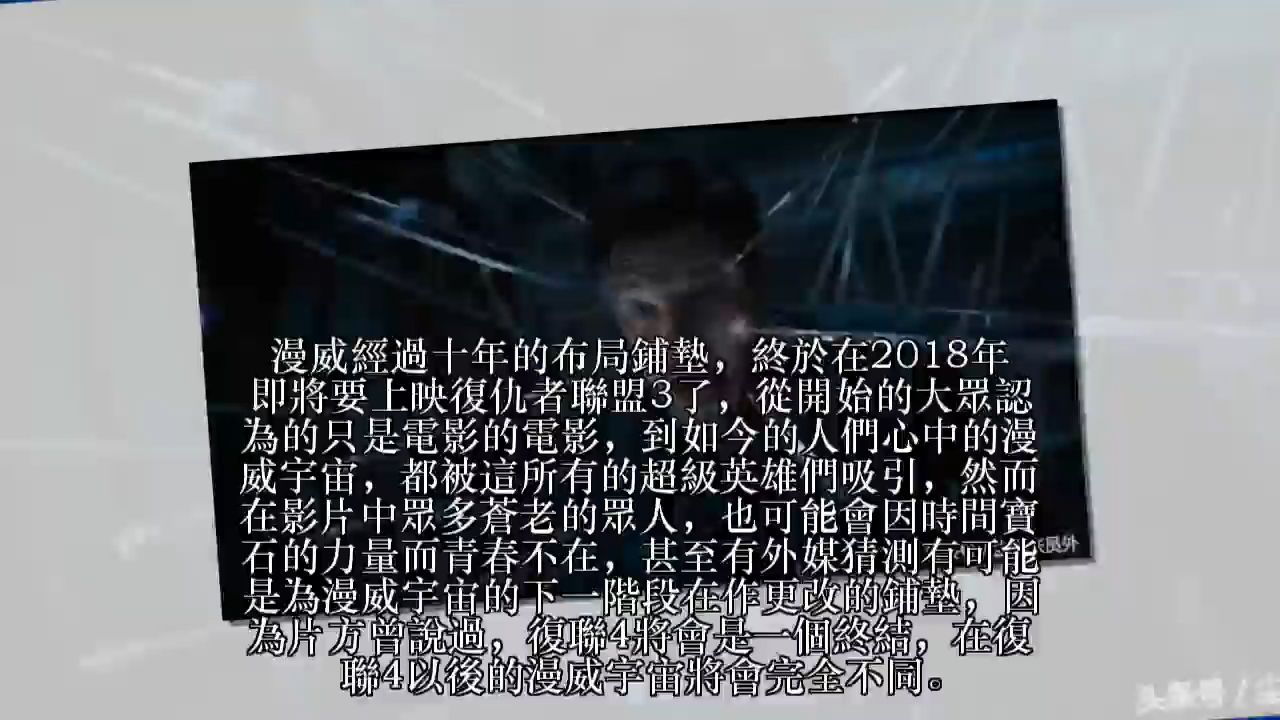 漫威經過十年的布局鋪墊，終於在2018年
即將要上映復仇者聯盟3了，從開始的大眾認
為的只是電影的電影，到如今的人們心中的漫
威宇宙，都被這所有的超級英雄們吸引，然而
在影片中眾多蒼老的眾人，也可能會因時間寶
石的力量而青春不在，甚至有外媒猜測有可能
是為漫威宇宙的下一階段在作更改的鋪墊，因
為片方曾說過，復聯4將會是一個終結，在復
聯4以後的漫威宇宙將會完全不同。